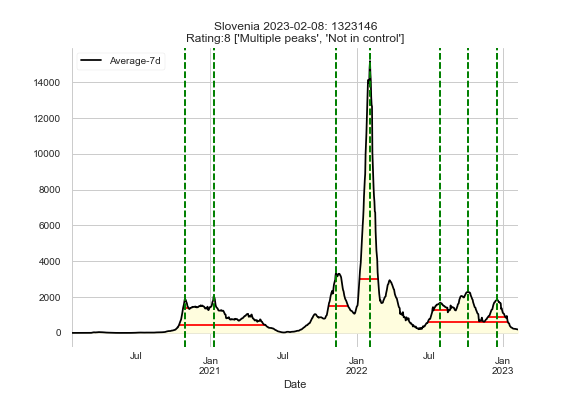 Slovenia 2023-02-08: 1323146
Rating:8 ['Multiple peaks', 'Not in control']
Average-7d
14000
12000
10000
8000
6000
4000
2000
0
Jul
Jan
2021
Jul
Jan
2022
Jul
Jan
2023
Date